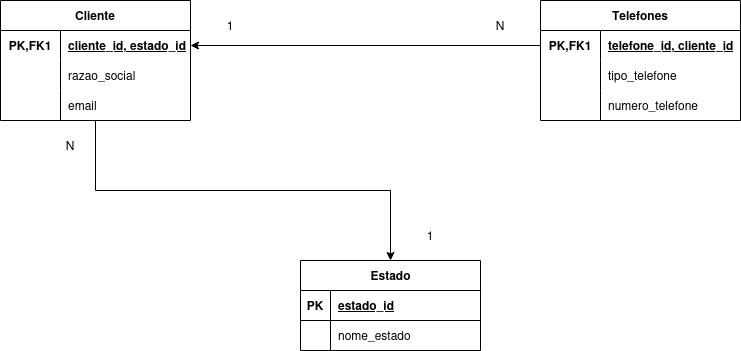 Cliente
PK,FK1 cliente_id, estado_id
razao_social
email
1
N
Telefones
PK,FK1 telefone_id, cliente_id
tipo_telefone
numero_telefone
N
1
Estado
PK estado_id
nome_estado